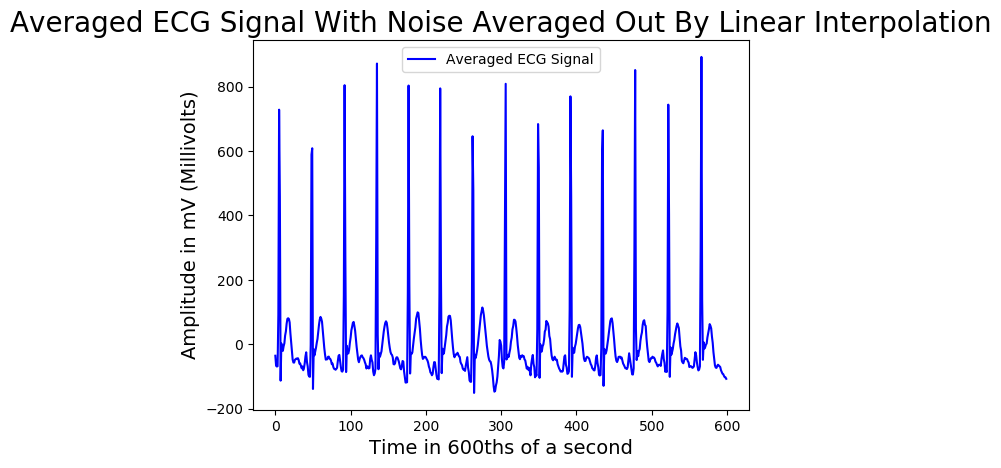 Averaged ECG Signal With Noise Averaged Out By Linear Interpolation
Averaged ECG Signal
Amplitude in mV (Millivolts)
800
600
400
200
0
−200
0 100 200 300 400 500 600
Time in 600ths of a second